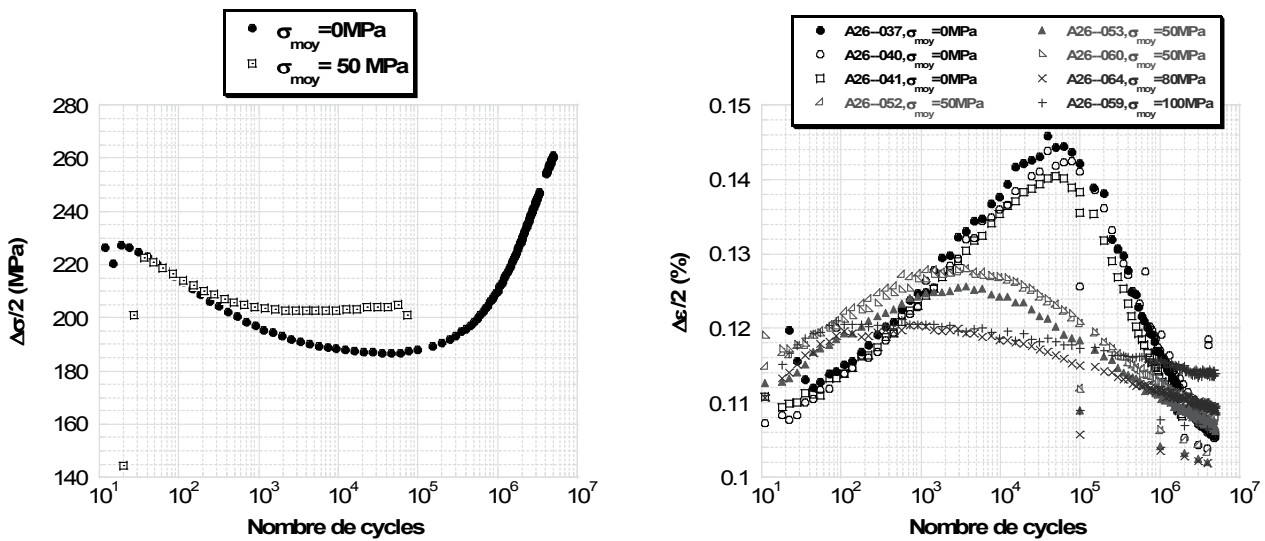 σmoy=0MPa
σmoy= 50 MPa
280
260
240
220
200
180
160
140
Δσ/2 (MPa)
10^1 10^2 10^3 10^4 10^5 10^6 10^7
Nombre de cycles
A26--037,σmoy=0MPa
A26--040,σmoy=0MPa
A26--041,σmoy=0MPa
A26--052,σmoy=50MPa
A26--053,σmoy=50MPa
A26--060,σmoy=50MPa
A26--064,σmoy=80MPa
A26--059,σmoy=100MPa
0.15
0.14
0.13
0.12
0.11
0.1
Δε/2 (%)
10^1 10^2 10^3 10^4 10^5 10^6 10^7
Nombre de cycles